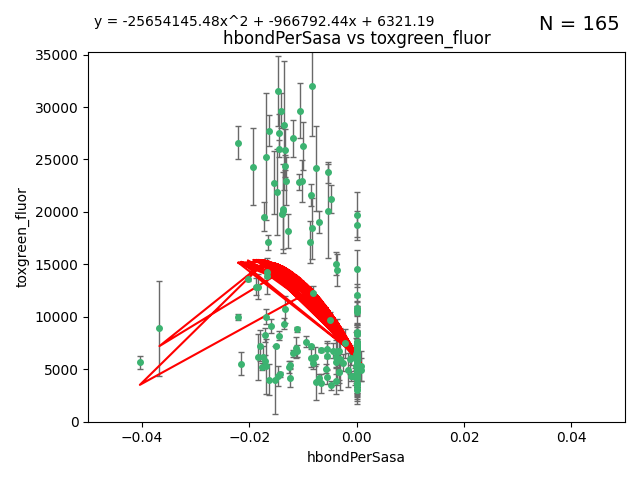 y = -25654145.48x^2 + -966792.44x + 6321.19
N = 165
hbondPerSasa vs toxgreen_fluor
35000
30000
25000
20000
15000
10000
5000
0
toxgreen_fluor
−0.04
−0.02
0.00
0.02
0.04
hbondPerSasa